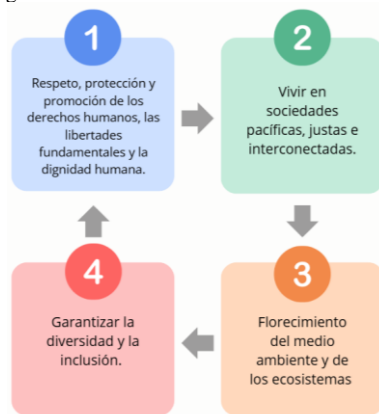 1
Respeto, protección y
promoción de los
derechos humanos, las
libertades
fundamentales y la
dignidad humana.
2
Vivir en
sociedades
pacíficas, justas e
interconectadas.
3
Florecimiento
del medio
ambiente y de
los ecosistemas
4
Garantizar la
diversidad y la
inclusión.